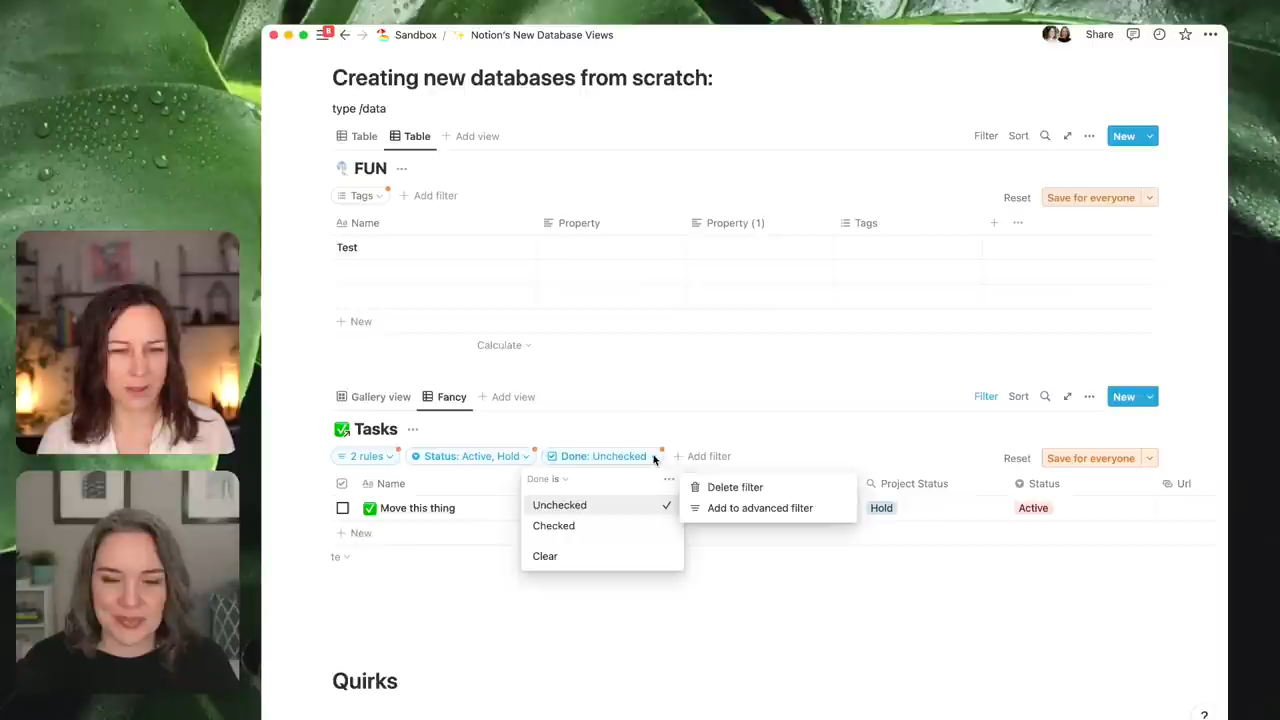 8
Sandbox / Notion's New Database Views
Share
Creating new databases from scratch:
type /data
Table
Table
+ Add view
Filter
Sort
New
FUN
Tags
+ Add filter
Reset
Save for everyone
Aa Name
Property
Property (1)
Tags
Test
+ New
Calculate
Gallery view
Fancy
+ Add view
Filter
Sort
New
Tasks
2 rules
Status: Active, Hold
Done: Unchecked
+ Add filter
Reset
Save for everyone
Aa Name
Project Status
Status
Url
Move this thing
Hold
Active
+ New
te
Done is
Unchecked
Checked
Clear
Delete filter
Add to advanced filter
Quirks
?